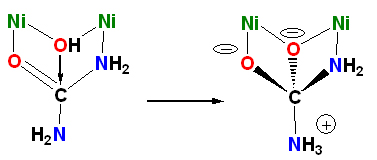 Ni Ni Ni ⊖ Ni
OH ⊖ O
O NH₂ O NH₂
C C
H₂N NH₃ ⊕